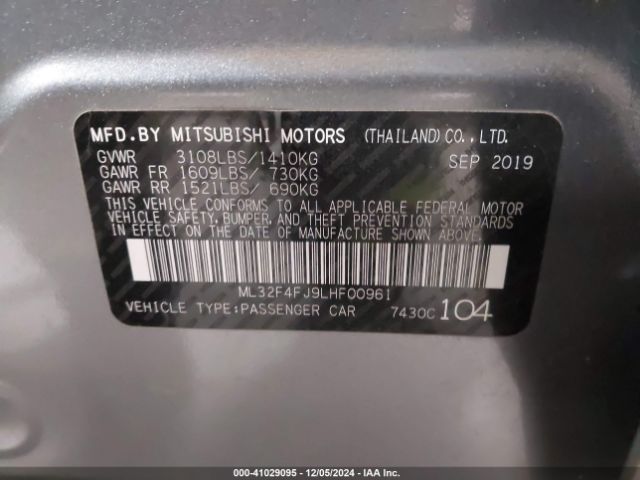 MFD.BY MITSUBISHI MOTORS (THAILAND) CO., LTD.
GVWR 3108LBS/1410KG SEP 2019
GAWR FR 1609LBS/ 730KG
GAWR RR 1521LBS/ 690KG
THIS VEHICLE CONFORMS TO ALL APPLICABLE FEDERAL MOTOR
VEHICLE SAFETY, BUMPER, AND THEFT PREVENTION STANDARDS
IN EFFECT ON THE DATE OF MANUFACTURE SHOWN ABOVE.
ML32F4FJ9LHF00961
VEHICLE TYPE:PASSENGER CAR 7430C 104
000-41029095 - 12/05/2024 - IAA Inc.